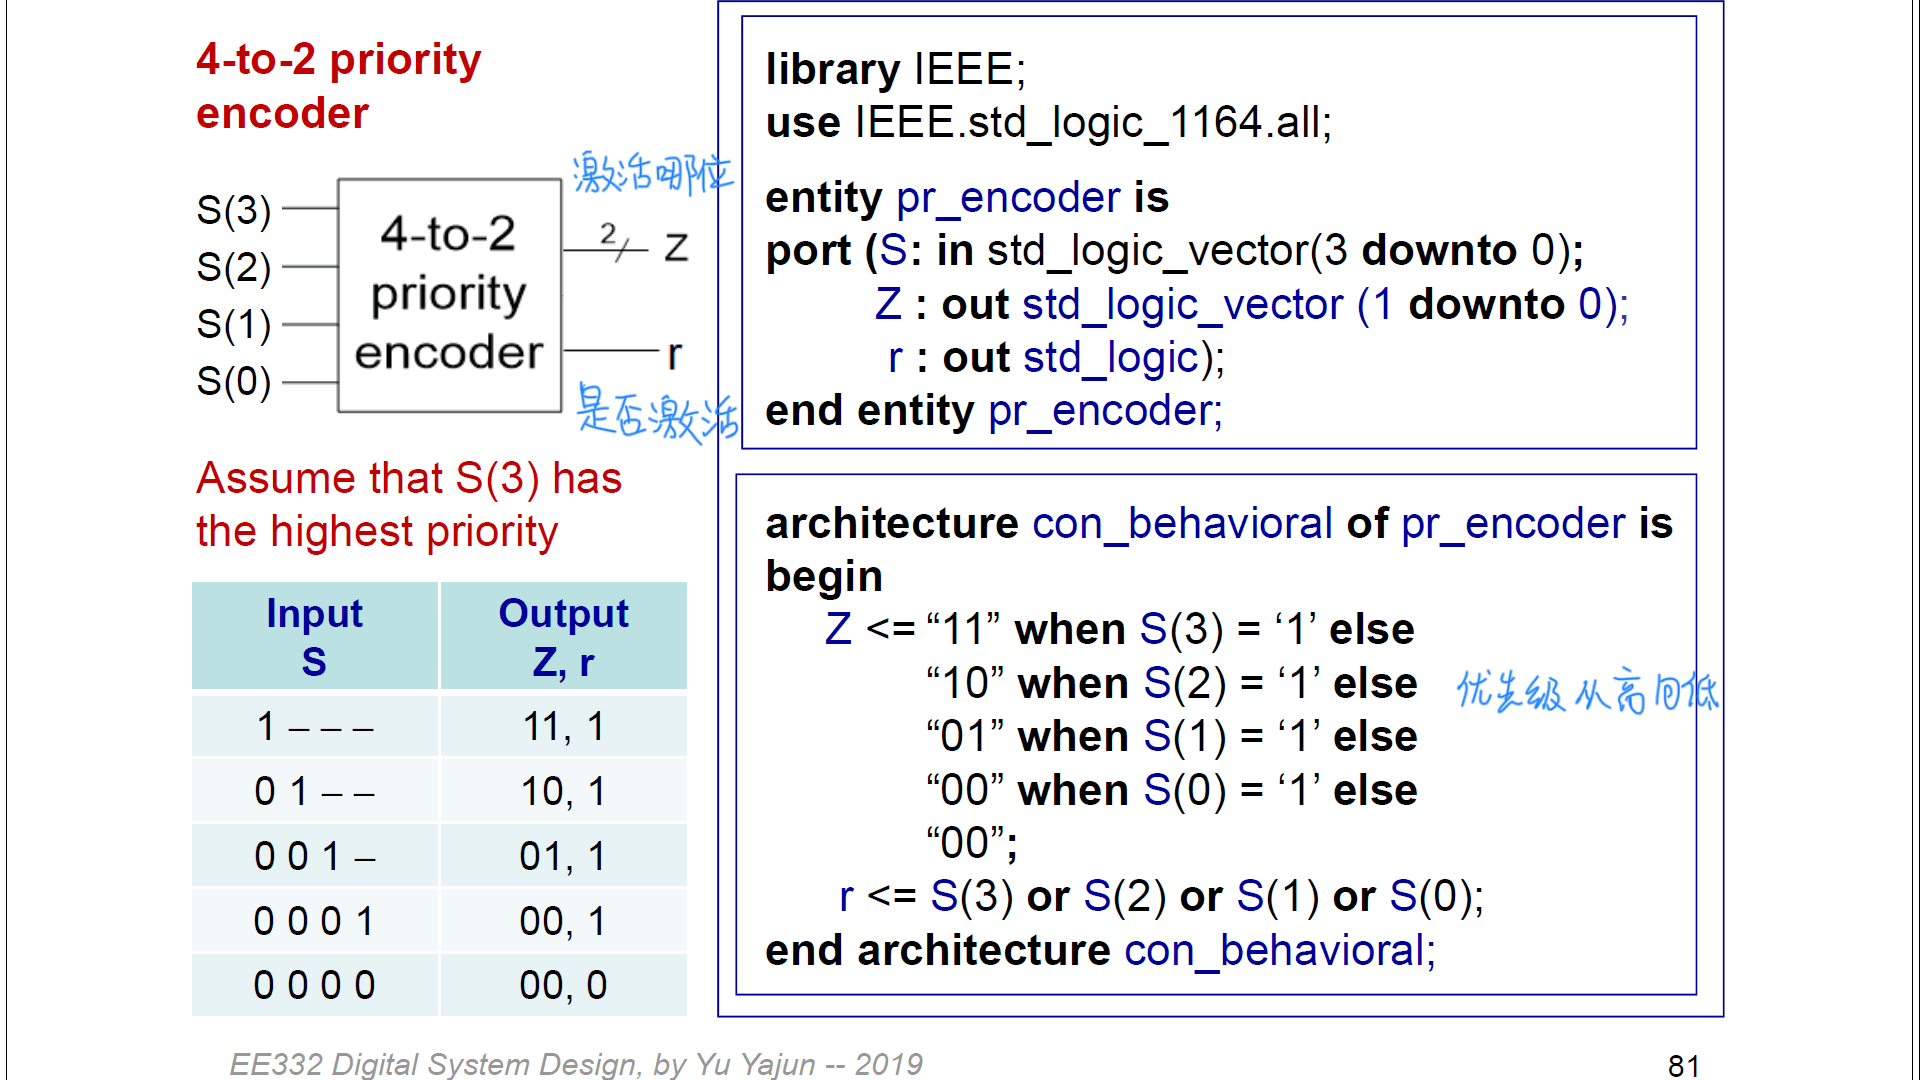 4-to-2 priority
encoder
S(3)
S(2)
S(1)
S(0)
4-to-2
priority
encoder
激活哪位
2
Z
r
是否激活
Assume that S(3) has
the highest priority
Input
S
Output
Z, r
1 – – –
11, 1
0 1 – –
10, 1
0 0 1 –
01, 1
0 0 0 1
00, 1
0 0 0 0
00, 0
library IEEE;
use IEEE.std_logic_1164.all;
entity pr_encoder is
port (S: in std_logic_vector(3 downto 0);
Z : out std_logic_vector (1 downto 0);
r : out std_logic);
end entity pr_encoder;
architecture con_behavioral of pr_encoder is
begin
Z <= “11” when S(3) = ‘1’ else
“10” when S(2) = ‘1’ else
“01” when S(1) = ‘1’ else
“00” when S(0) = ‘1’ else
“00”;
优先级从高向低
r <= S(3) or S(2) or S(1) or S(0);
end architecture con_behavioral;
EE332 Digital System Design, by Yu Yajun -- 2019
81